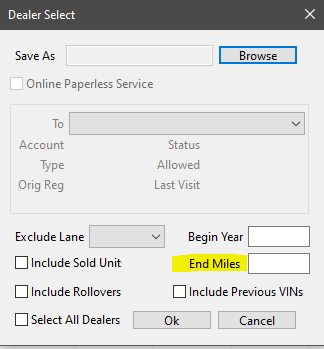 Dealer Select
Save As Browse
Online Paperless Service
To
Account Status
Type Allowed
Orig Reg Last Visit
Exclude Lane Begin Year
Include Sold Unit End Miles
Include Rollovers Include Previous VINs
Select All Dealers Ok Cancel